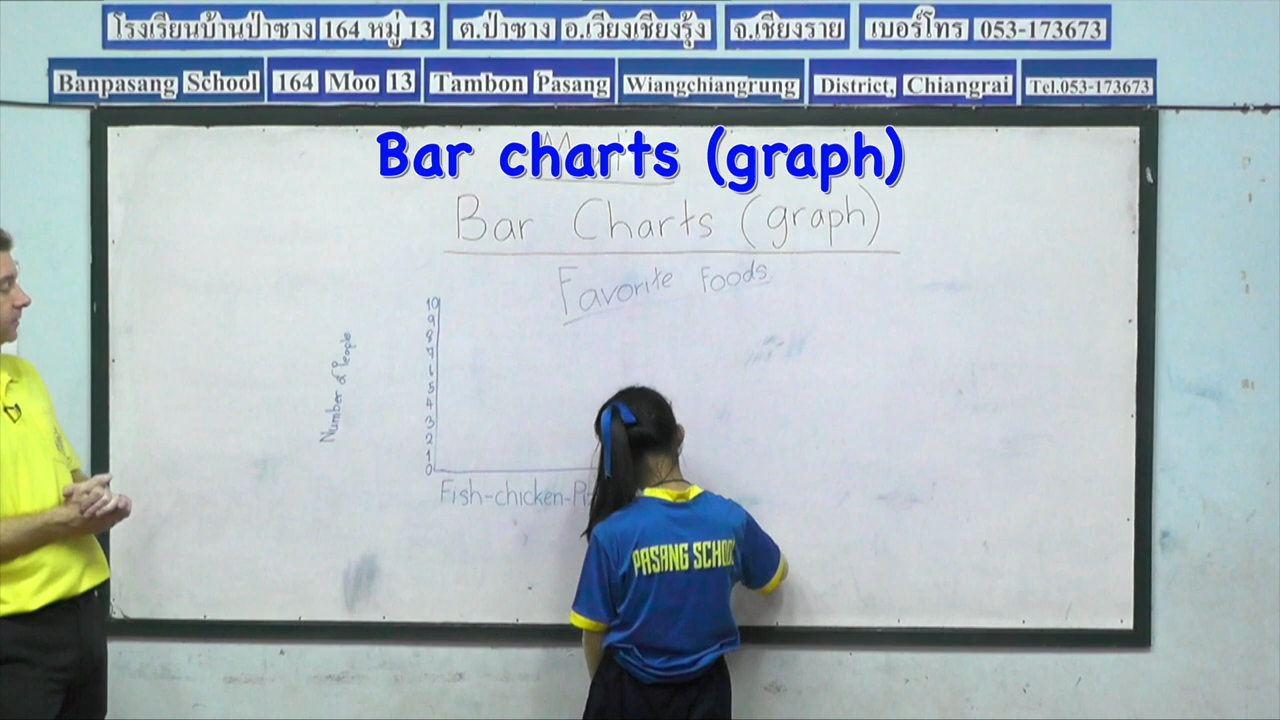 โรงเรียนบ้านป่าซาง 164 หมู่ 13 ต.ป่าซาง อ.เวียงเชียงรุ้ง จ.เชียงราย เบอร์โทร 053-173673
Banpasang School 164 Moo 13 Tambon Pasang Wiangchiangrung District, Chiangrai Tel.053-173673
Bar charts (graph)
Bar Charts (graph)
Favorite Foods
10
9
8
7
5
4
3
2
1
0
Number of People
Fish-chicken-
PASANG SCHOOL